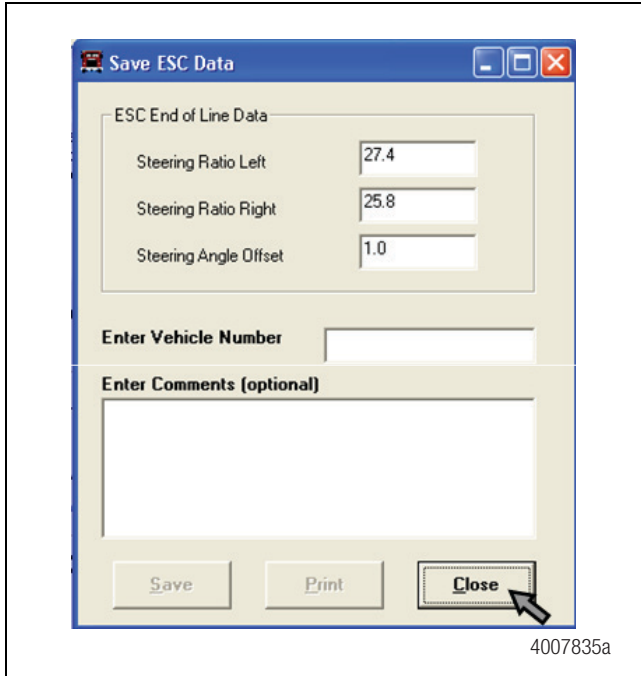 Save ESC Data
ESC End of Line Data
Steering Ratio Left 27.4
Steering Ratio Right 25.8
Steering Angle Offset 1.0
Enter Vehicle Number
Enter Comments (optional)
Save Print Close
4007835a